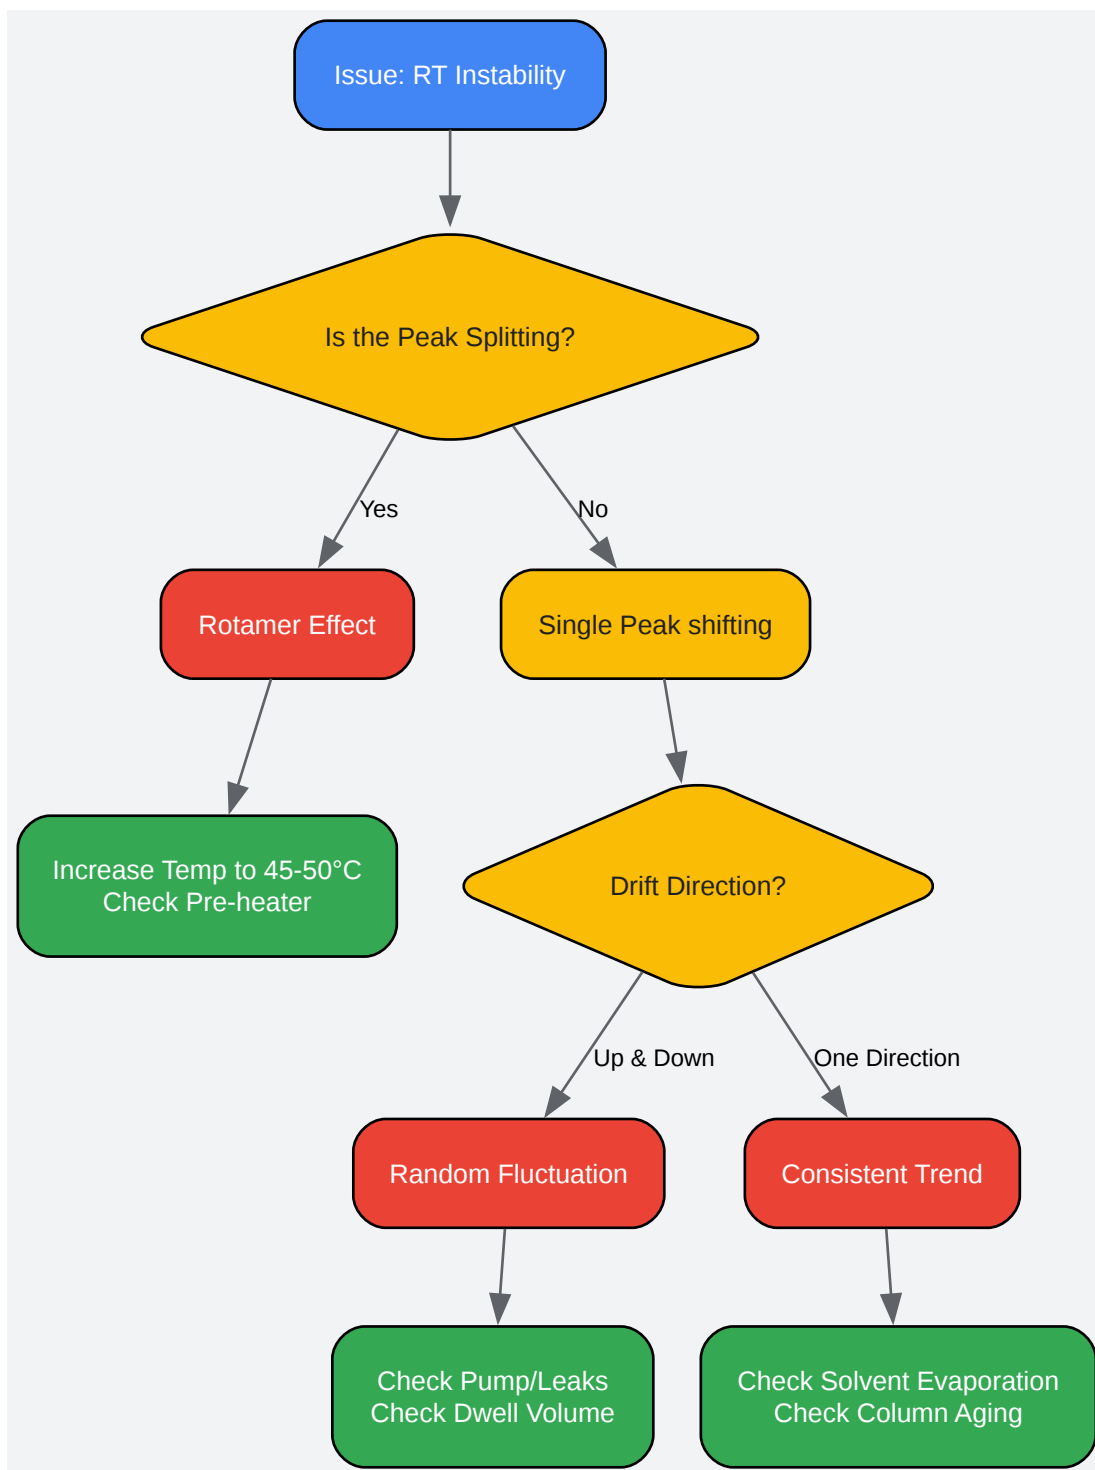 Issue: RT Instability
Is the Peak Splitting?
Yes
No
Rotamer Effect
Single Peak shifting
Increase Temp to 45-50°C
Check Pre-heater
Drift Direction?
Up & Down
One Direction
Random Fluctuation
Consistent Trend
Check Pump/Leaks
Check Dwell Volume
Check Solvent Evaporation
Check Column Aging